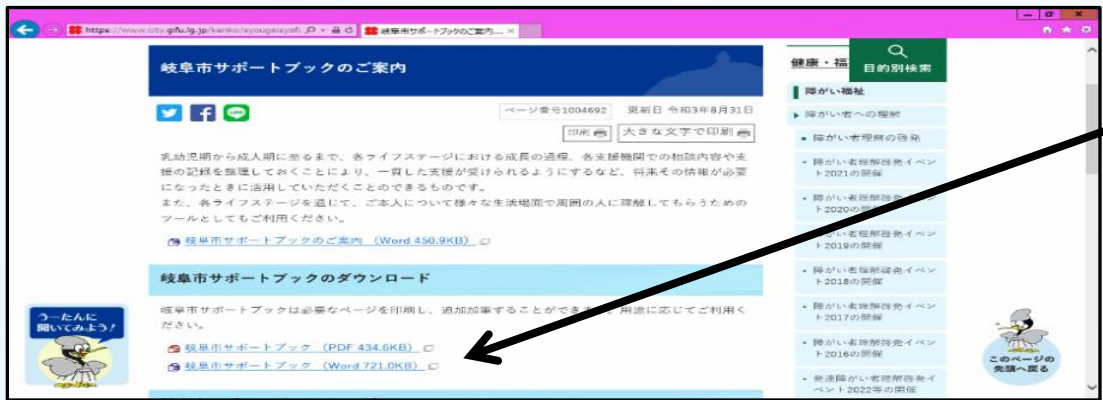 https://www.city.gifu.lg.jp/kenko/syougaisyafu
岐阜市サポートブックのご案内...
岐阜市サポートブックのご案内
ページ番号1004692 更新日 令和3年8月31日
印刷 大きな文字で印刷
乳幼児期から成人期に至るまで、各ライフステージにおける成長の過程、各支援機関での相談内容や支
援の記録を整理しておくことにより、一貫した支援が受けられるようにするなど、将来その情報が必要
になったときに活用していただくことのできるものです。
また、各ライフステージを通じて、ご本人について様々な生活場面で周囲の人に理解してもらうための
ツールとしてもご利用ください。
岐阜市サポートブックのご案内 (Word 450.9KB)
岐阜市サポートブックのダウンロード
岐阜市サポートブックは必要なページを印刷し、追加加筆することができます 用途に応じてご利用く
ださい。
岐阜市サポートブック (PDF 434.6KB)
岐阜市サポートブック (Word 721.0KB)
うーたんに
聞いてみよう!
健康・福
目的別検索
障がい福祉
障がい者への理解
障がい者理解の啓発
障がい者理解啓発イベン
ト2021の開催
障がい者理解啓発イベン
ト2020の開催
障がい者理解啓発イベン
ト2019の開催
障がい者理解啓発イベン
ト2018の開催
障がい者理解啓発イベン
ト2017の開催
障がい者理解啓発イベン
ト2016の開催
発達障がい者理解啓発イ
ベント2022等の開催
このページの
先頭へ戻る